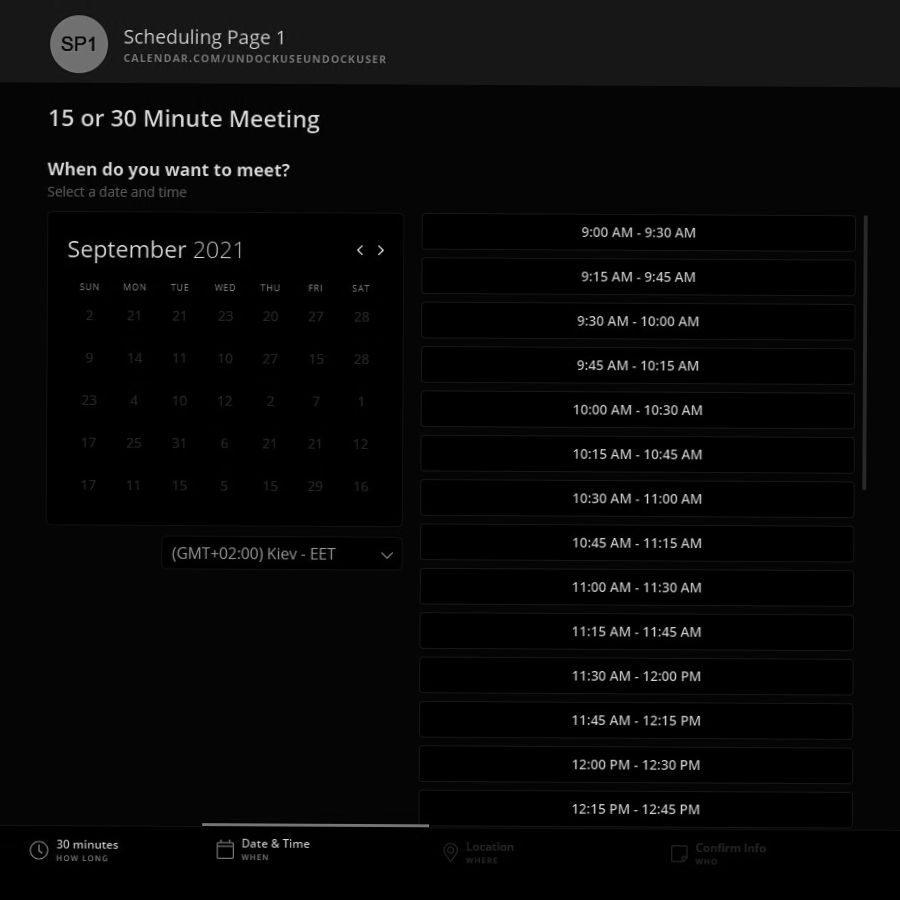 SP1
Scheduling Page 1
CALENDAR.COM/UNDOCKUSEUNDOCKUSER
15 or 30 Minute Meeting
When do you want to meet?
Select a date and time
September 2021
SUN MON TUE WED THU FRI SAT
2 21 21 23 20 27 28
9 14 11 10 27 15 28
23 4 10 12 2 7 1
17 25 31 6 21 21 12
17 11 15 5 15 29 16
(GMT+02:00) Kiev - EET
9:00 AM - 9:30 AM
9:15 AM - 9:45 AM
9:30 AM - 10:00 AM
9:45 AM - 10:15 AM
10:00 AM - 10:30 AM
10:15 AM - 10:45 AM
10:30 AM - 11:00 AM
10:45 AM - 11:15 AM
11:00 AM - 11:30 AM
11:15 AM - 11:45 AM
11:30 AM - 12:00 PM
11:45 AM - 12:15 PM
12:00 PM - 12:30 PM
12:15 PM - 12:45 PM
30 minutes
HOW LONG
Date & Time
WHEN
Location
WHERE
Confirm Info
WHO